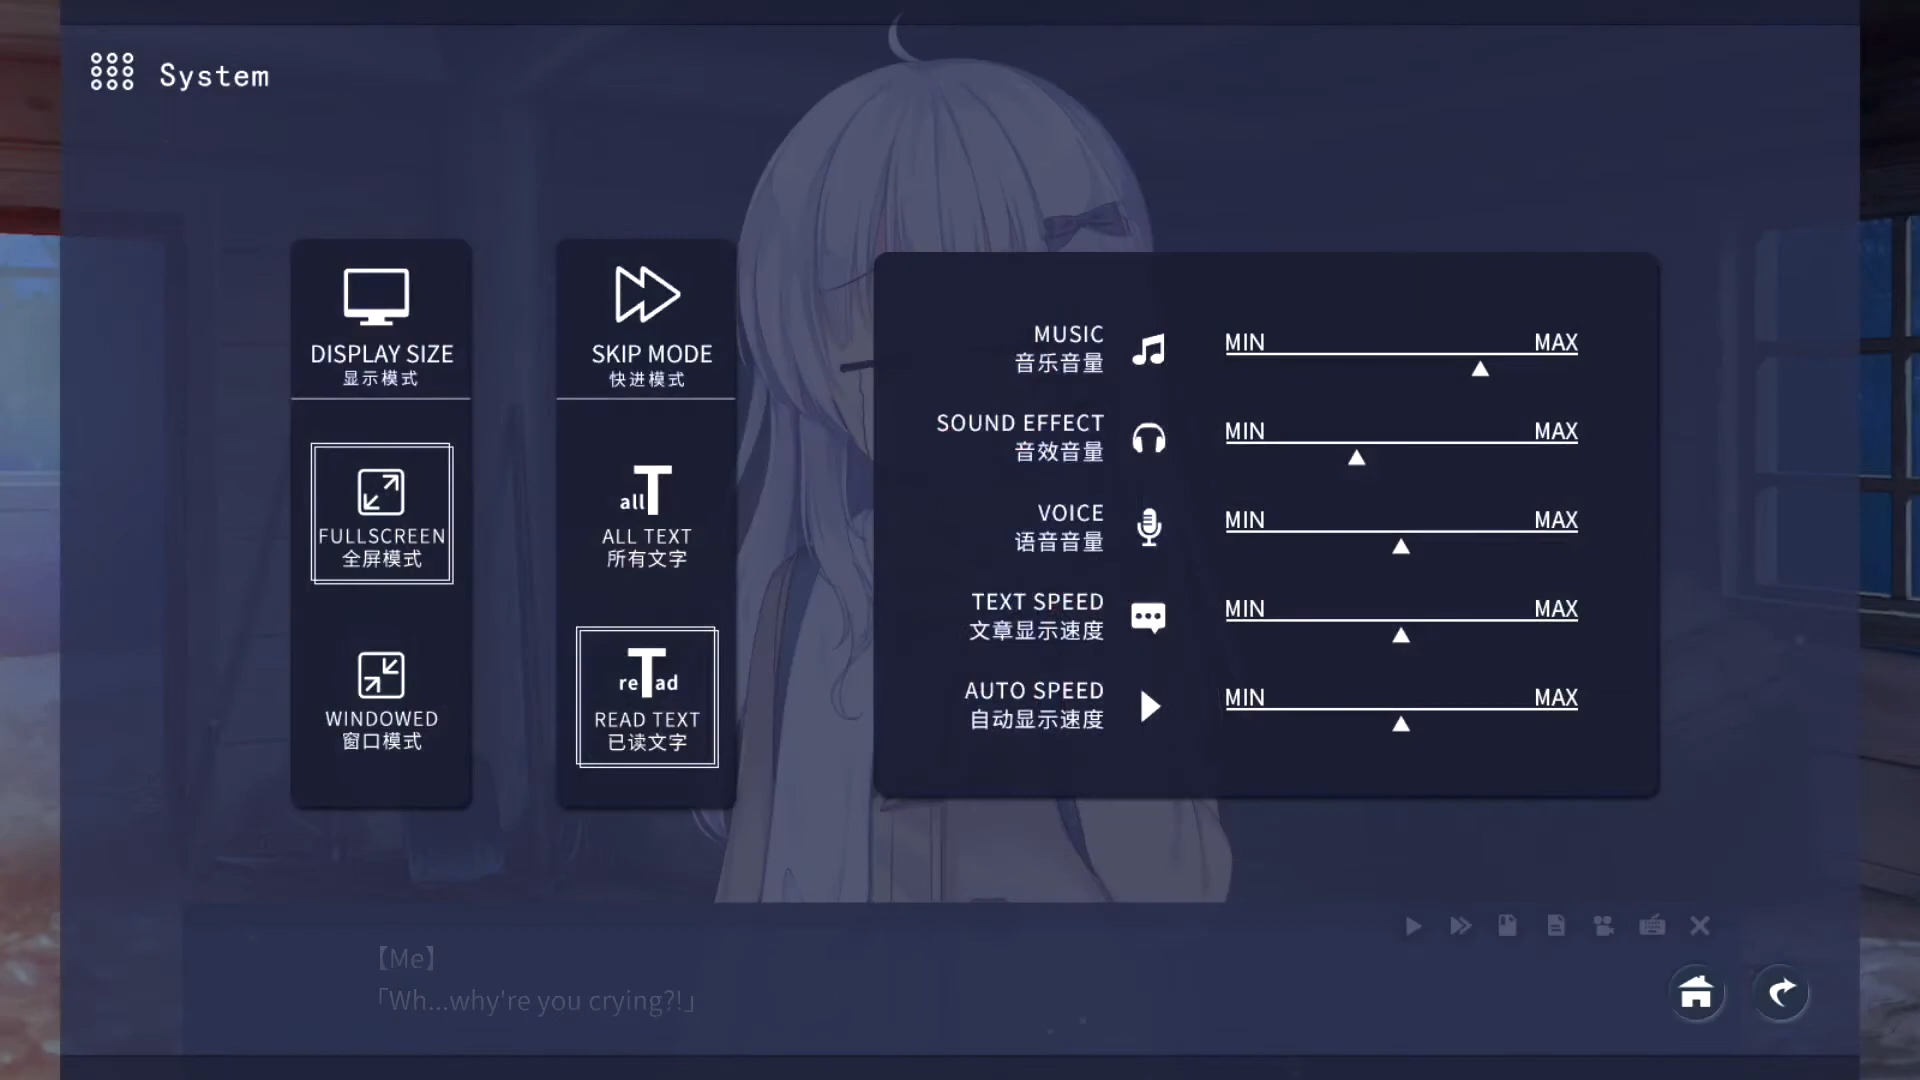 System
DISPLAY SIZE
显示模式
FULLSCREEN
全屏模式
WINDOWED
窗口模式
SKIP MODE
快进模式
all T
ALL TEXT
所有文字
reTad
READ TEXT
已读文字
MUSIC
音乐音量
MIN MAX
SOUND EFFECT
音效音量
MIN MAX
VOICE
语音音量
MIN MAX
TEXT SPEED
文章显示速度
MIN MAX
AUTO SPEED
自动显示速度
MIN MAX
【Me】
「Wh...why're you crying?!」